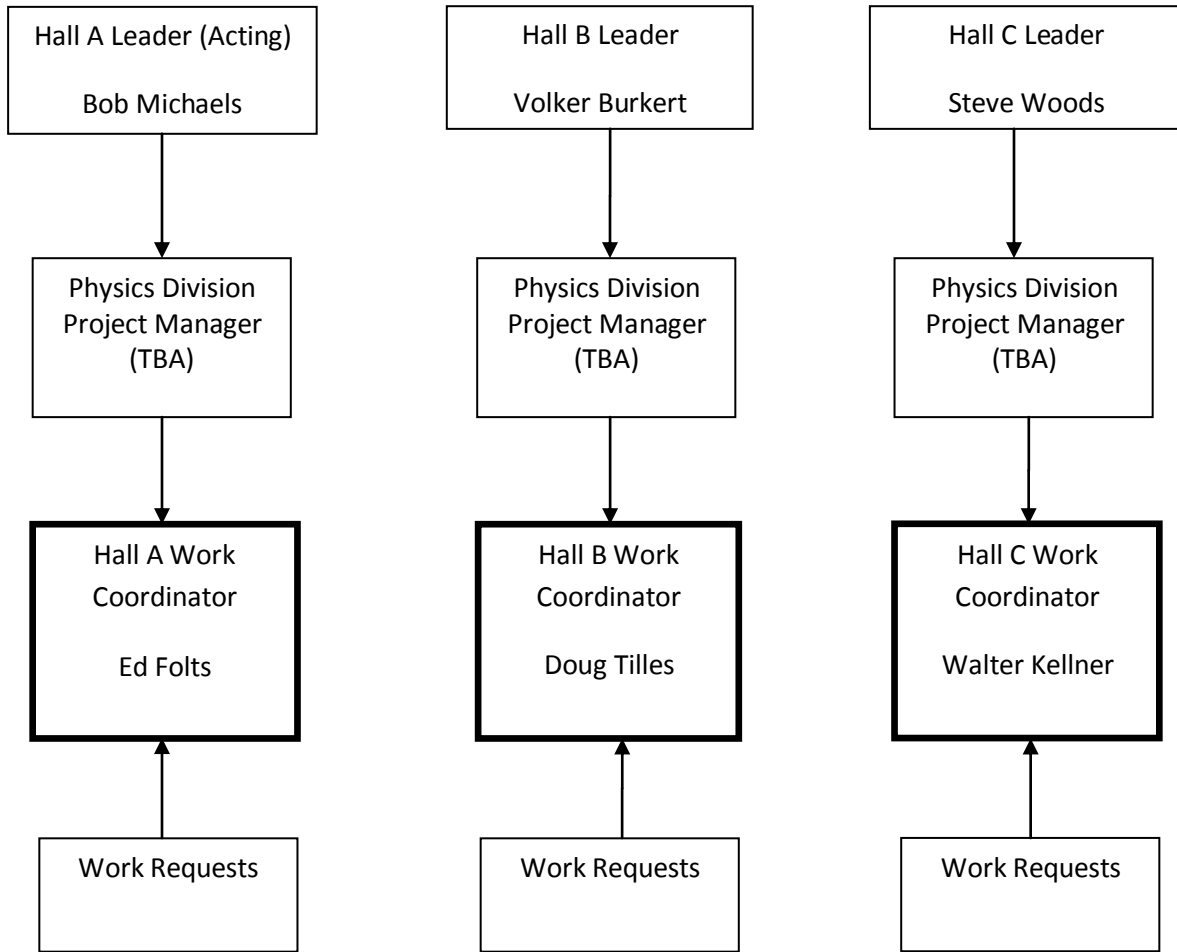 Hall A Leader (Acting)
Bob Michaels
Hall B Leader
Volker Burkert
Hall C Leader
Steve Woods
Physics Division
Project Manager
(TBA)
Physics Division
Project Manager
(TBA)
Physics Division
Project Manager
(TBA)
Hall A Work
Coordinator
Ed Folts
Hall B Work
Coordinator
Doug Tilles
Hall C Work
Coordinator
Walter Kellner
Work Requests
Work Requests
Work Requests